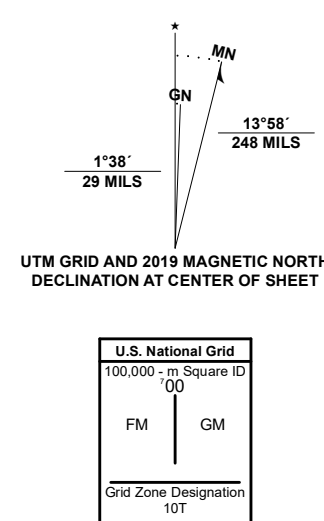 ★
MN
GN
13°58´
248 MILS
1°38´
29 MILS
UTM GRID AND 2019 MAGNETIC NORTH
DECLINATION AT CENTER OF SHEET
U.S. National Grid
100,000 - m Square ID
⁷00
FM GM
Grid Zone Designation
10T